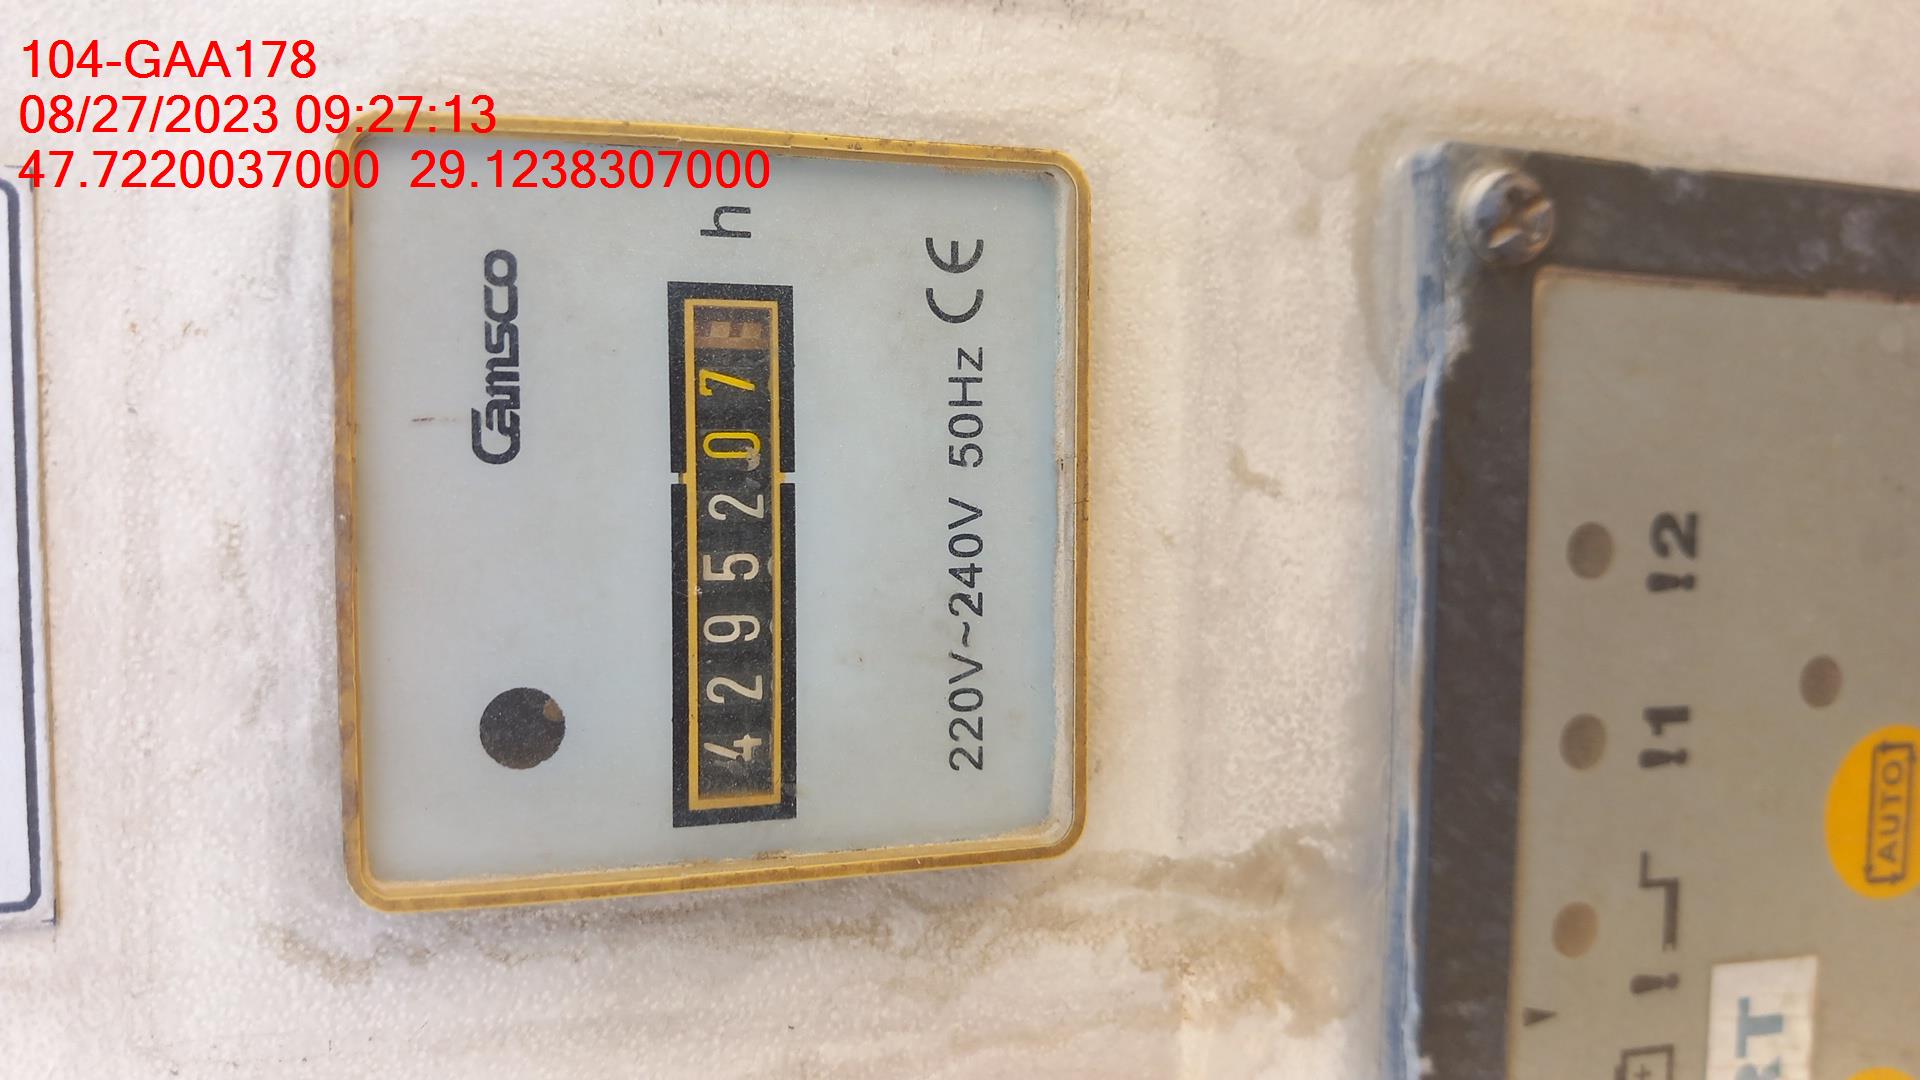 104-GAA178
08/27/2023 09:27:13
47.7220037000 29.1238307000
Camsco
4295207 h
220V~240V 50Hz CE
!2
!1
!
AUTO